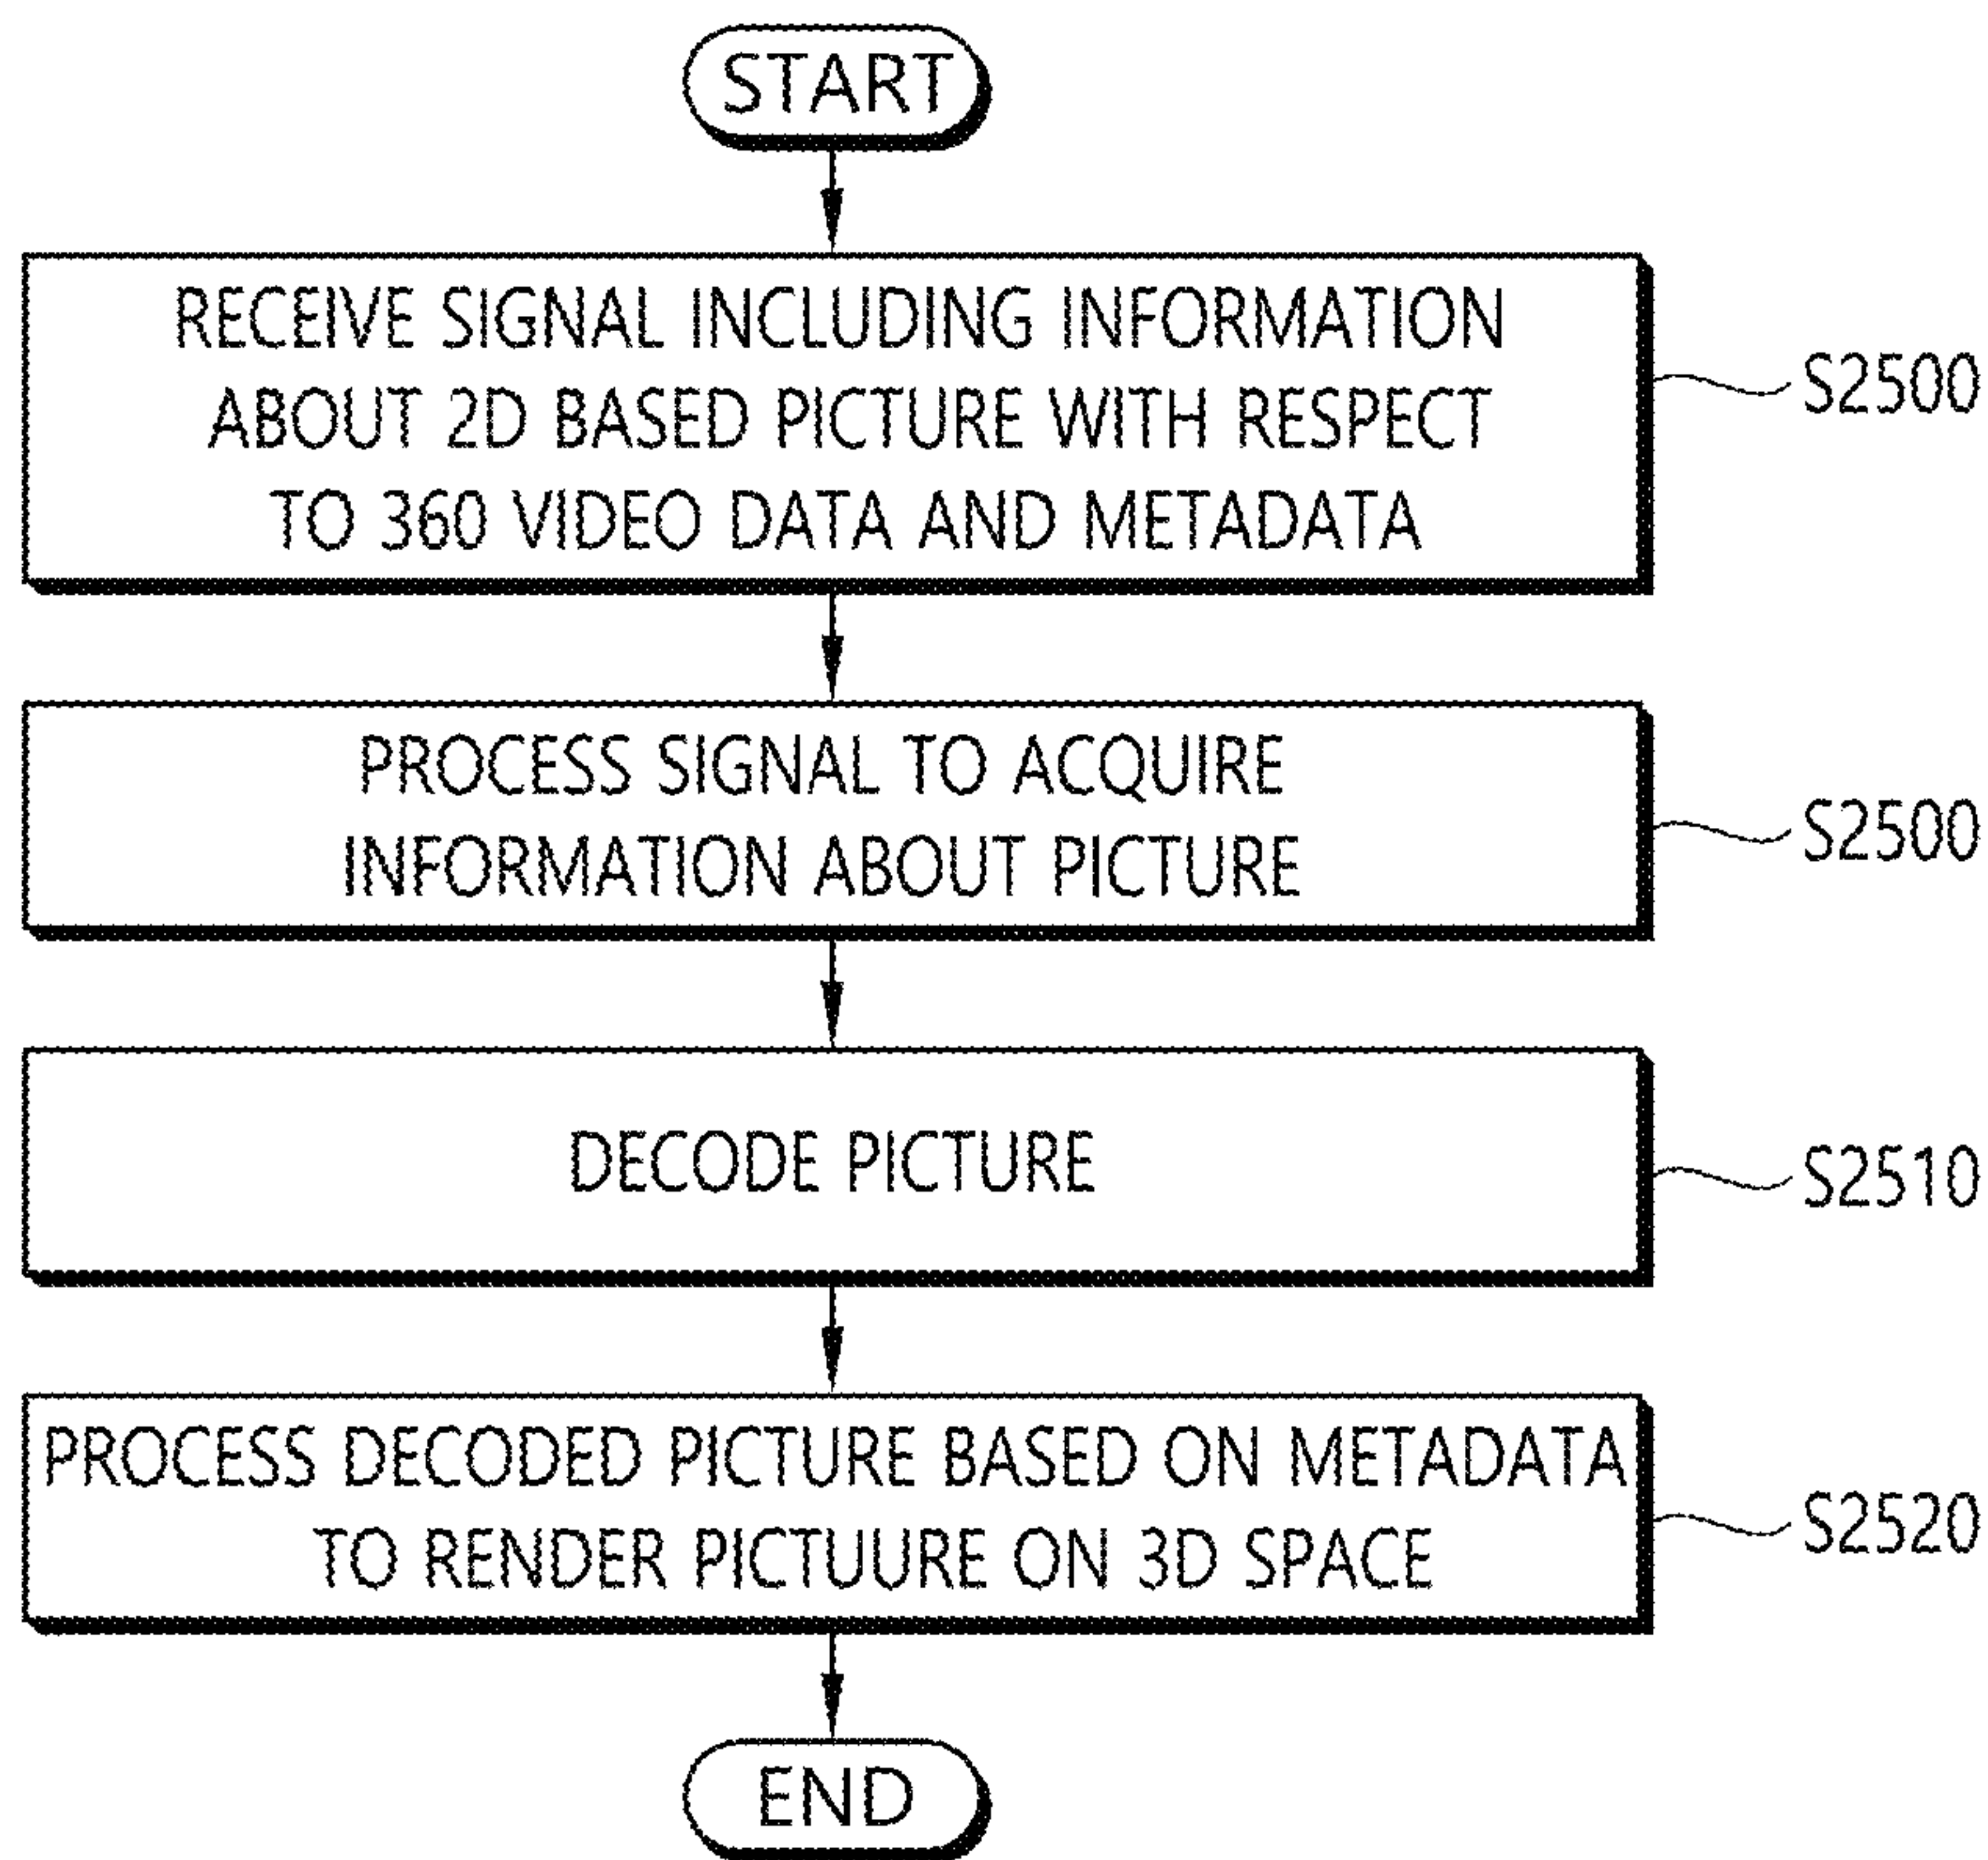 START
RECEIVE SIGNAL INCLUDING INFORMATION
ABOUT 2D BASED PICTURE WITH RESPECT
TO 360 VIDEO DATA AND METADATA
S2500
PROCESS SIGNAL TO ACQUIRE
INFORMATION ABOUT PICTURE
S2500
DECODE PICTURE
S2510
PROCESS DECODED PICTURE BASED ON METADATA
TO RENDER PICTUURE ON 3D SPACE
S2520
END